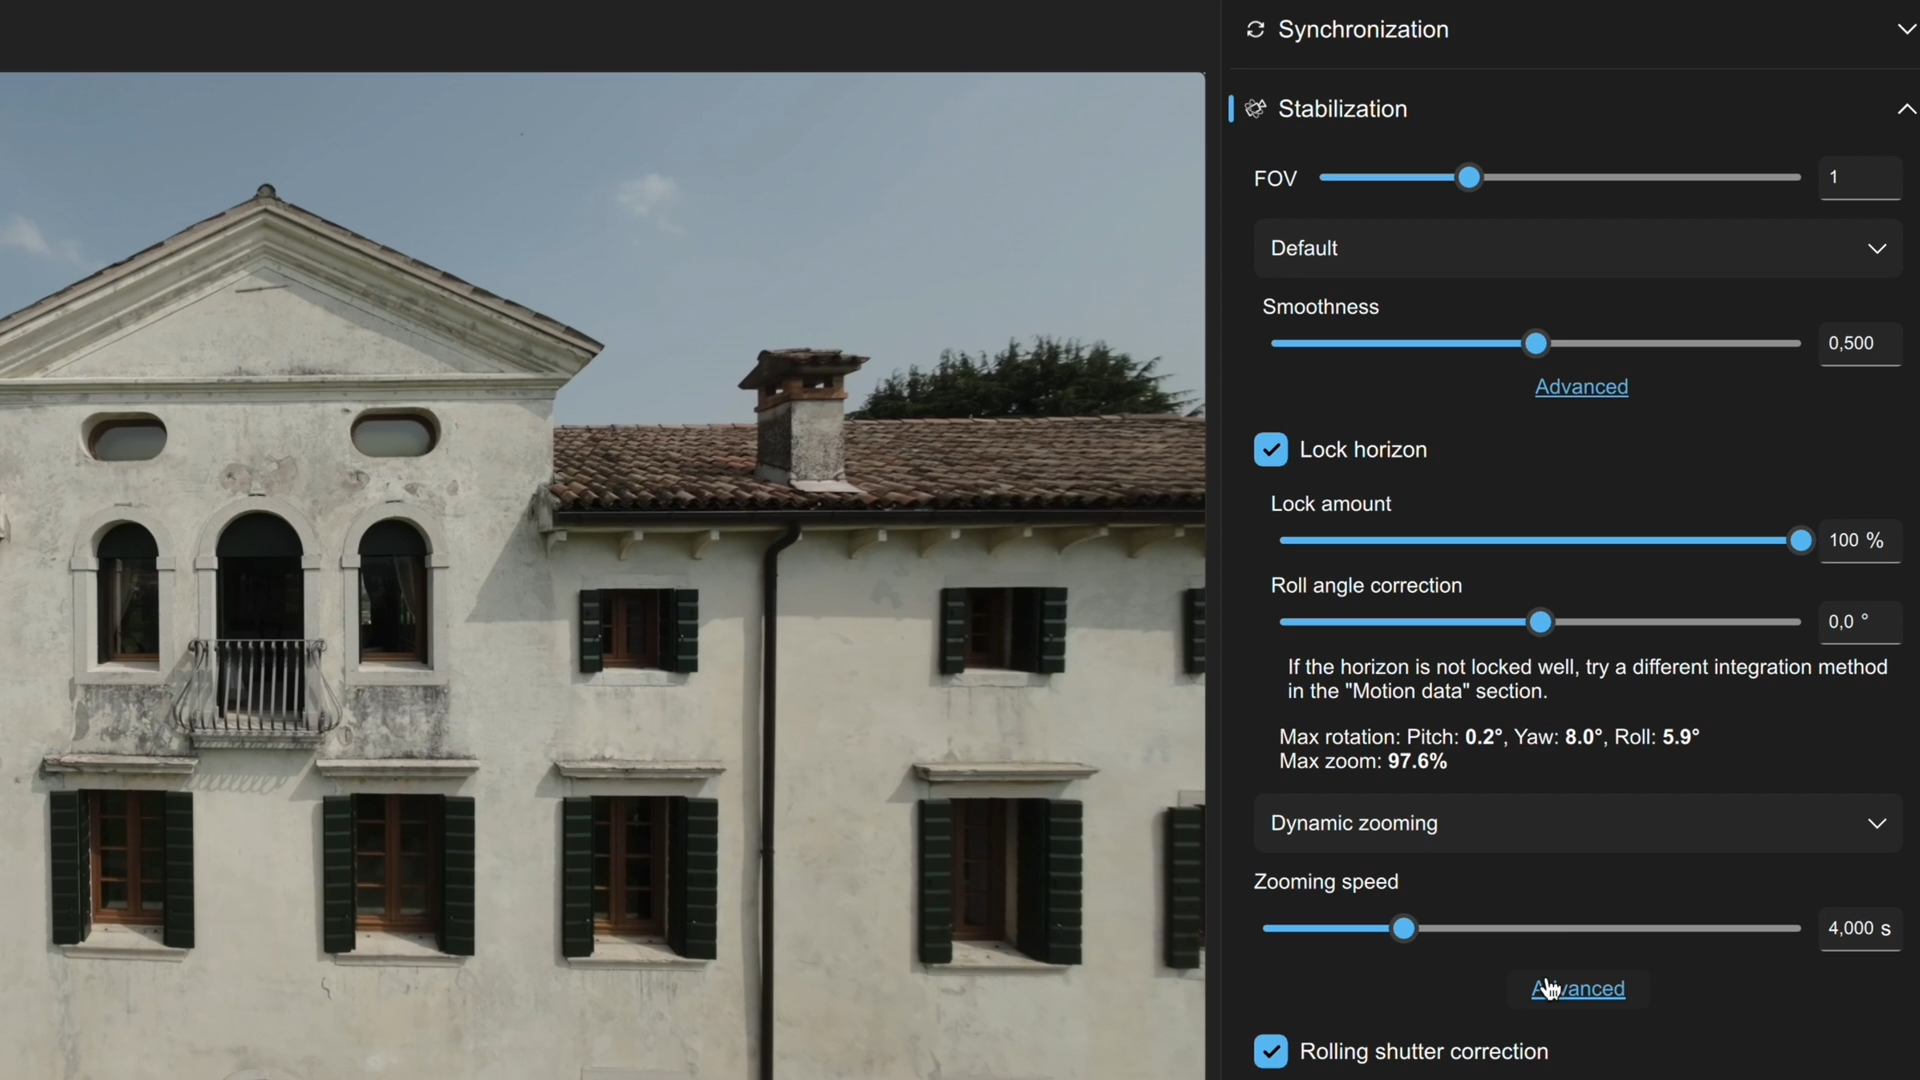 Synchronization
Stabilization
FOV
1
Default
Smoothness
0,500
Advanced
Lock horizon
Lock amount
100 %
Roll angle correction
0,0 °
If the horizon is not locked well, try a different integration method
in the "Motion data" section.
Max rotation: Pitch: 0.2°, Yaw: 8.0°, Roll: 5.9°
Max zoom: 97.6%
Dynamic zooming
Zooming speed
4,000 s
Advanced
Rolling shutter correction